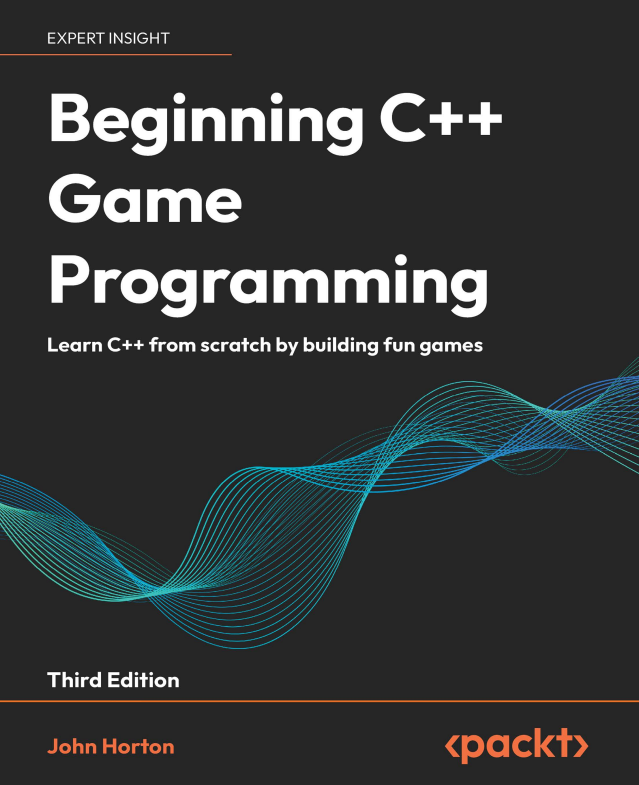 EXPERT INSIGHT
Beginning C++
Game
Programming
Learn C++ from scratch by building fun games
Third Edition
John Horton
<packt>